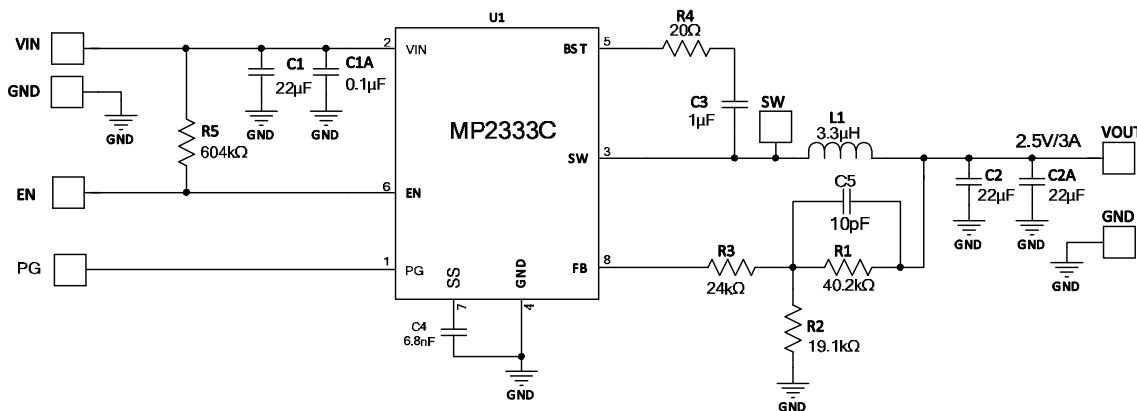 U1
VIN
2
VIN
BST
5
R4
20Ω
GND
GND
C1
22μF
GND
C1A
0.1μF
GND
R5
604kΩ
MP2333C
C3
1μF
SW
L1
3.3μH
SW
3
2.5V/3A
VOUT
C2
22μF
GND
C2A
22μF
GND
GND
GND
EN
6
EN
C5
10pF
PG
1
PG
FB
8
R3
24kΩ
R1
40.2kΩ
R2
19.1kΩ
GND
SS
GND
7
4
C4
6.8nF
GND